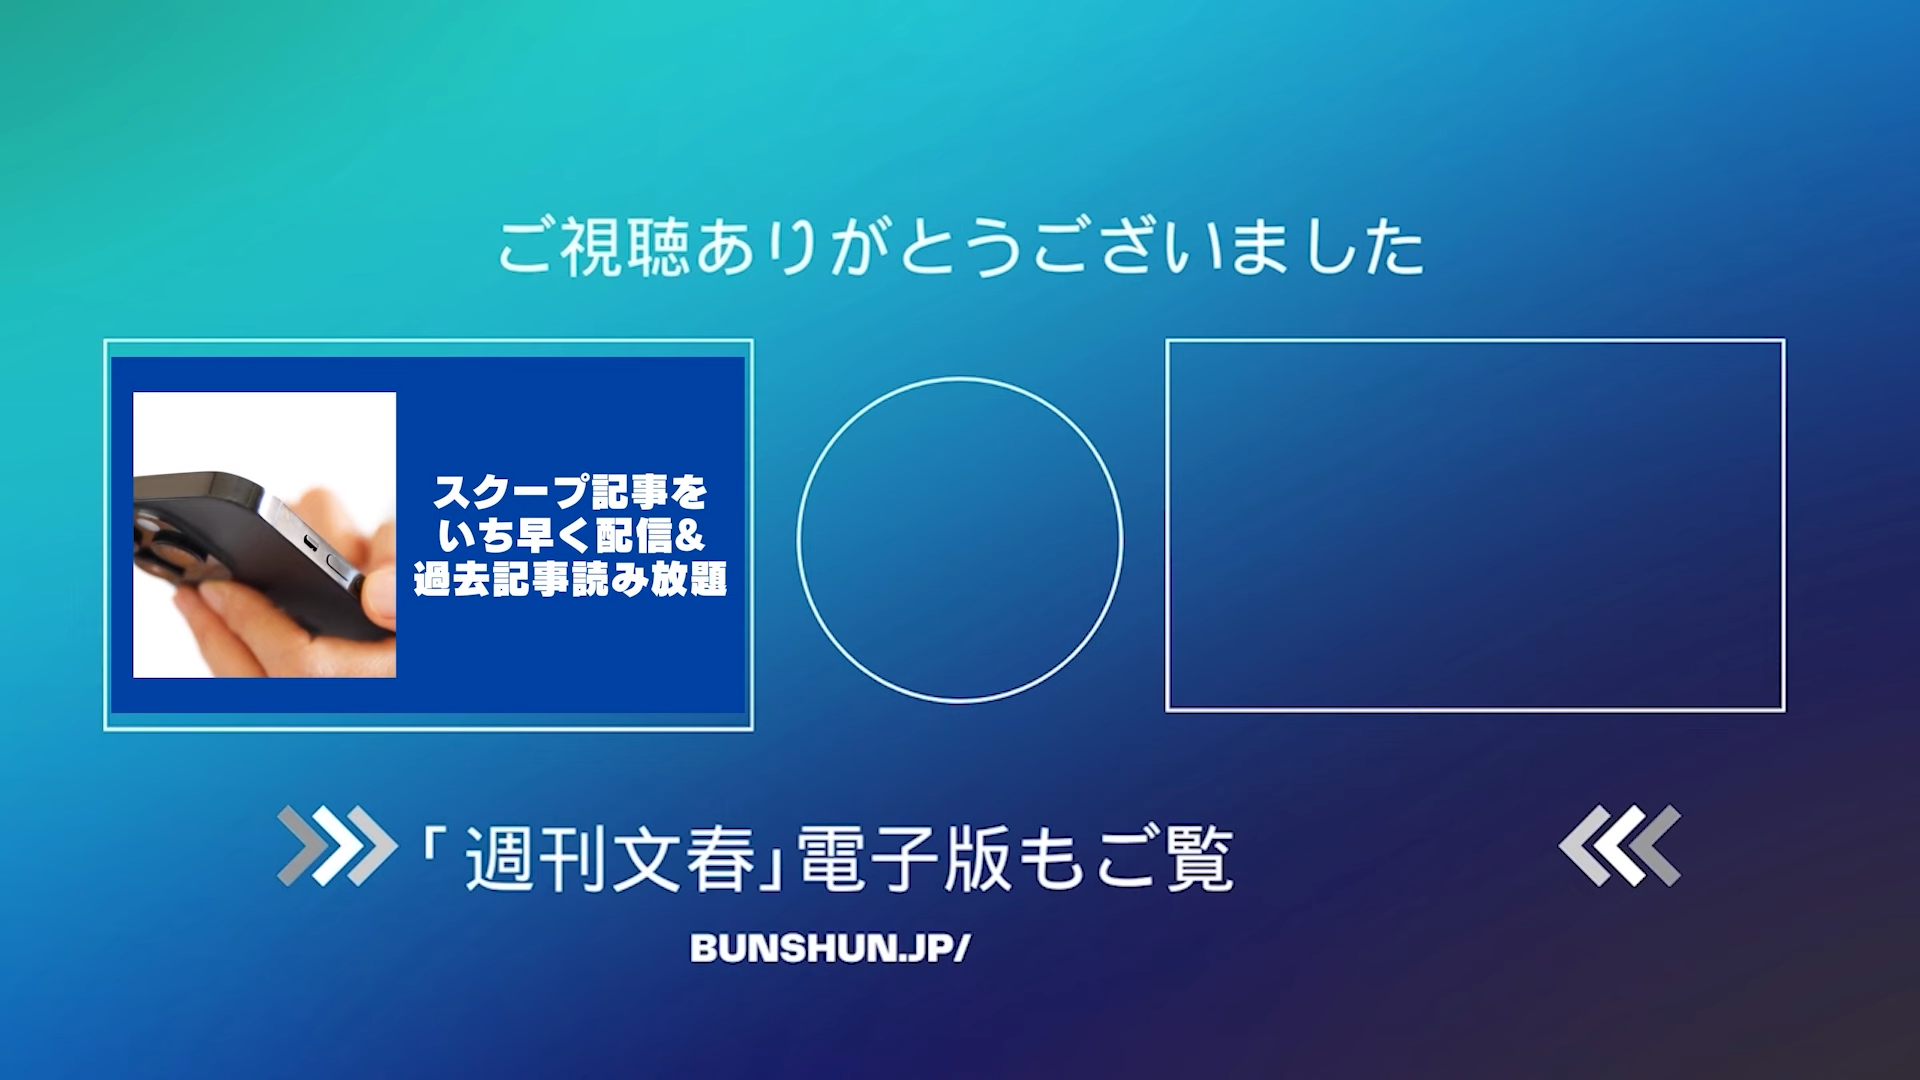 ご視聴ありがとうございました
スクープ記事を
いち早く配信&
過去記事読み放題
「週刊文春」電子版もご覧
BUNSHUN.JP/